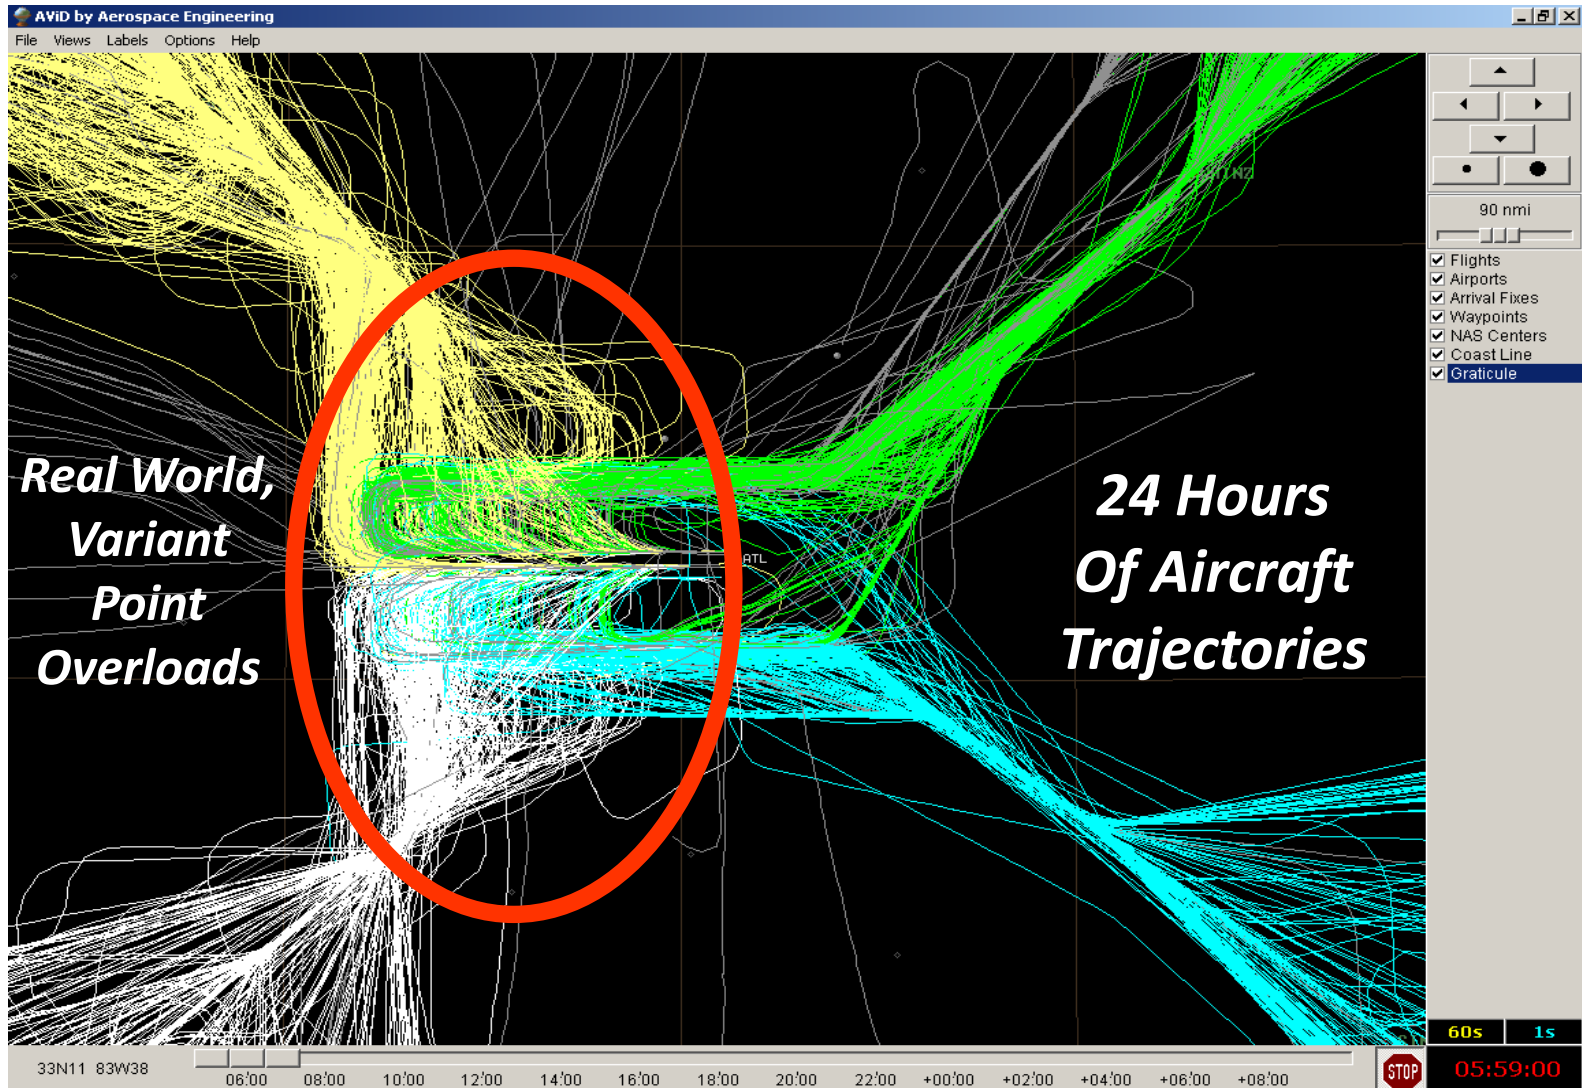 AViD by Aerospace Engineering
File Views Labels Options Help
90 nmi
Flights
Airports
Arrival Fixes
Waypoints
NAS Centers
Coast Line
Graticule
ATL
Real World,
Variant
Point
Overloads
24 Hours
Of Aircraft
Trajectories
60s 1s
33N11 83W38
06:00 08:00 10:00 12:00 14:00 16:00 18:00 20:00 22:00 +00:00 +02:00 +04:00 +06:00 +08:00
STOP
05:59:00